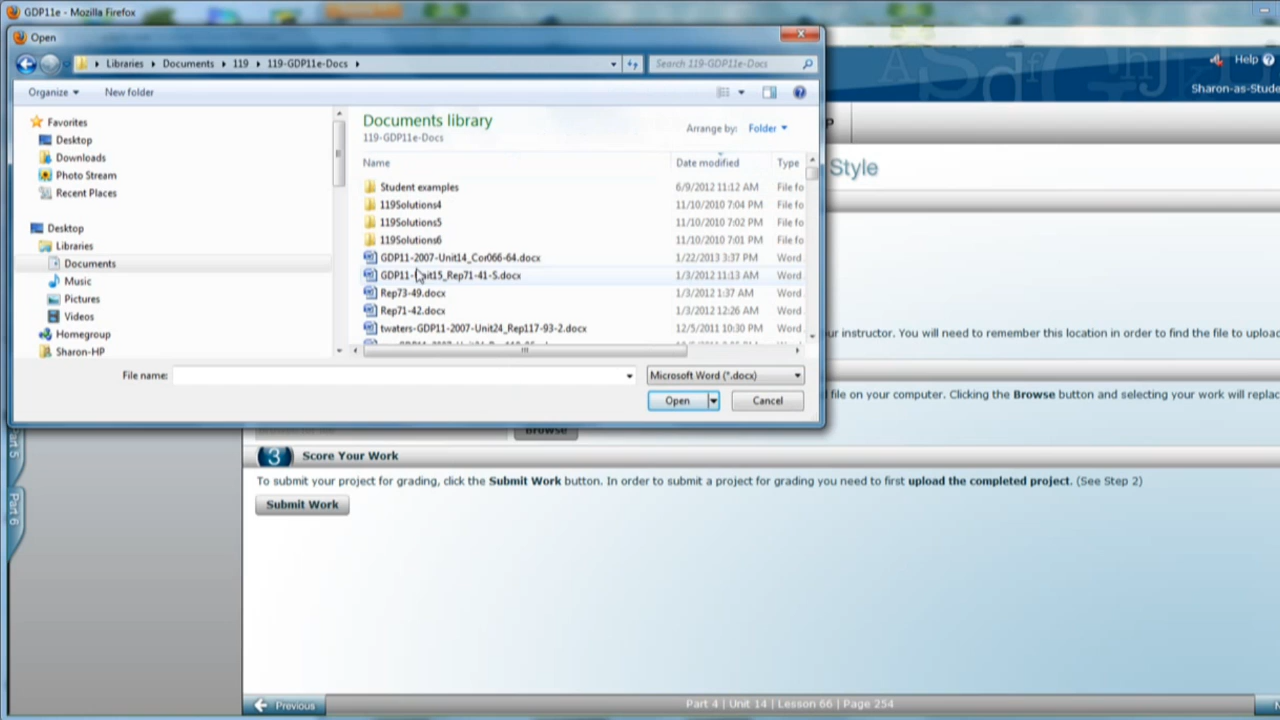 GDP11e - Mozilla Firefox
Open
Libraries Documents 119 119-GDP11e-Docs
Search 119-GDP11e-Docs
Help ?
Sharon-as-Stude
Organize New folder
Favorites
Desktop
Downloads
Photo Stream
Recent Places
Desktop
Libraries
Documents
Music
Pictures
Videos
Homegroup
Sharon-HP
Documents library
119-GDP11e-Docs
Arrange by: Folder
Name Date modified Type
Student examples 6/9/2012 11:12 AM File fo
119Solutions4 11/10/2010 7:04 PM File fo
119Solutions5 11/10/2010 7:02 PM File fo
119Solutions6 11/10/2010 7:01 PM File fo
GDP11-2007-Unit14_Cor066-64.docx 1/22/2013 3:37 PM Word
GDP11- 1/3/2012 11:13 AM Word
Rep73-49.docx 1/3/2012 1:37 AM Word
Rep71-42.docx 1/3/2012 12:26 AM Word
twaters-GDP11-2007-Unit24_Rep117-93-2.docx 12/5/2011 10:30 PM Word
File name: Microsoft Word (*.docx)
Open Cancel
P
Style
ur instructor. You will need to remember this location in order to find the file to upload
file on your computer. Clicking the Browse button and selecting your work will replac
Browse
3 Score Your Work
To submit your project for grading, click the Submit Work button. In order to submit a project for grading you need to first upload the completed project. (See Step 2)
Submit Work
Part 5
Part 6
Previous
Part 4 | Unit 14 | Lesson 66 | Page 254